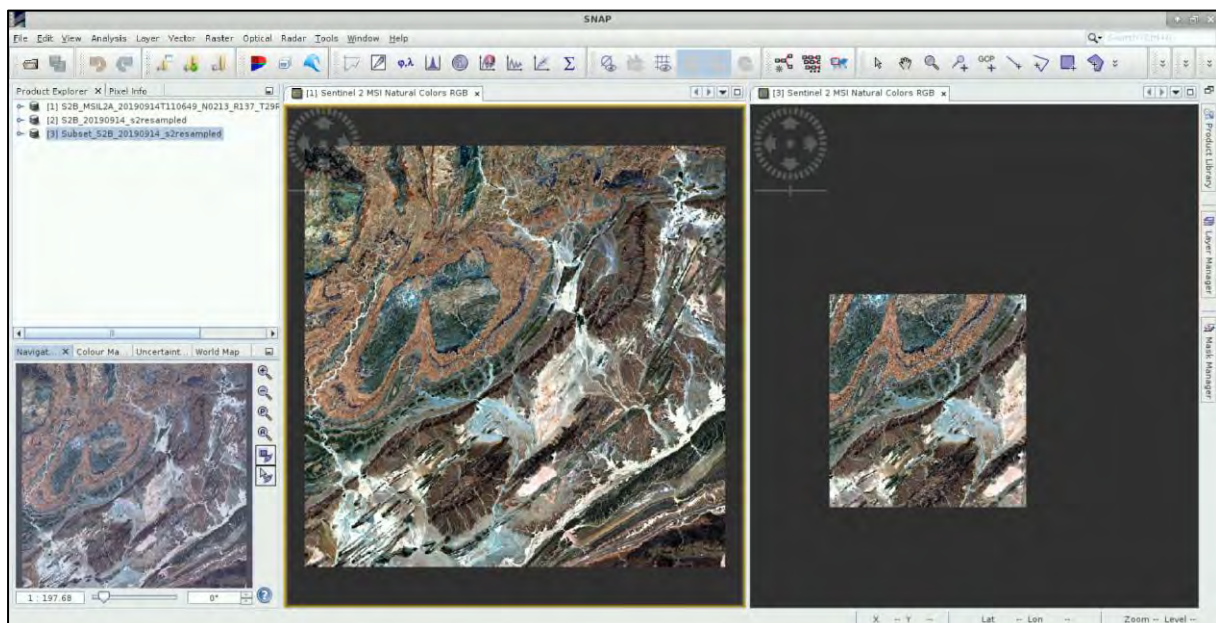 SNAP
File Edit View Analysis Layer Vector Raster Optical Radar Tools Window Help
φ,λ Σ GCP
Product Explorer X Pixel Info
[1] S2B_MSIL2A_20190914T110649_N0213_R137_T29R
[2] S2B_20190914_s2resampled
[3] Subset_S2B_20190914_s2resampled
[1] Sentinel 2 MSI Natural Colors RGB x
[3] Sentinel 2 MSI Natural Colors RGB x
Product Library
Layer Manager
Mask Manager
Navigat... X Colour Ma... Uncertaint... World Map
1 : 197.68 0°
X -- Y -- Lat -- Lon -- Zoom -- Level --